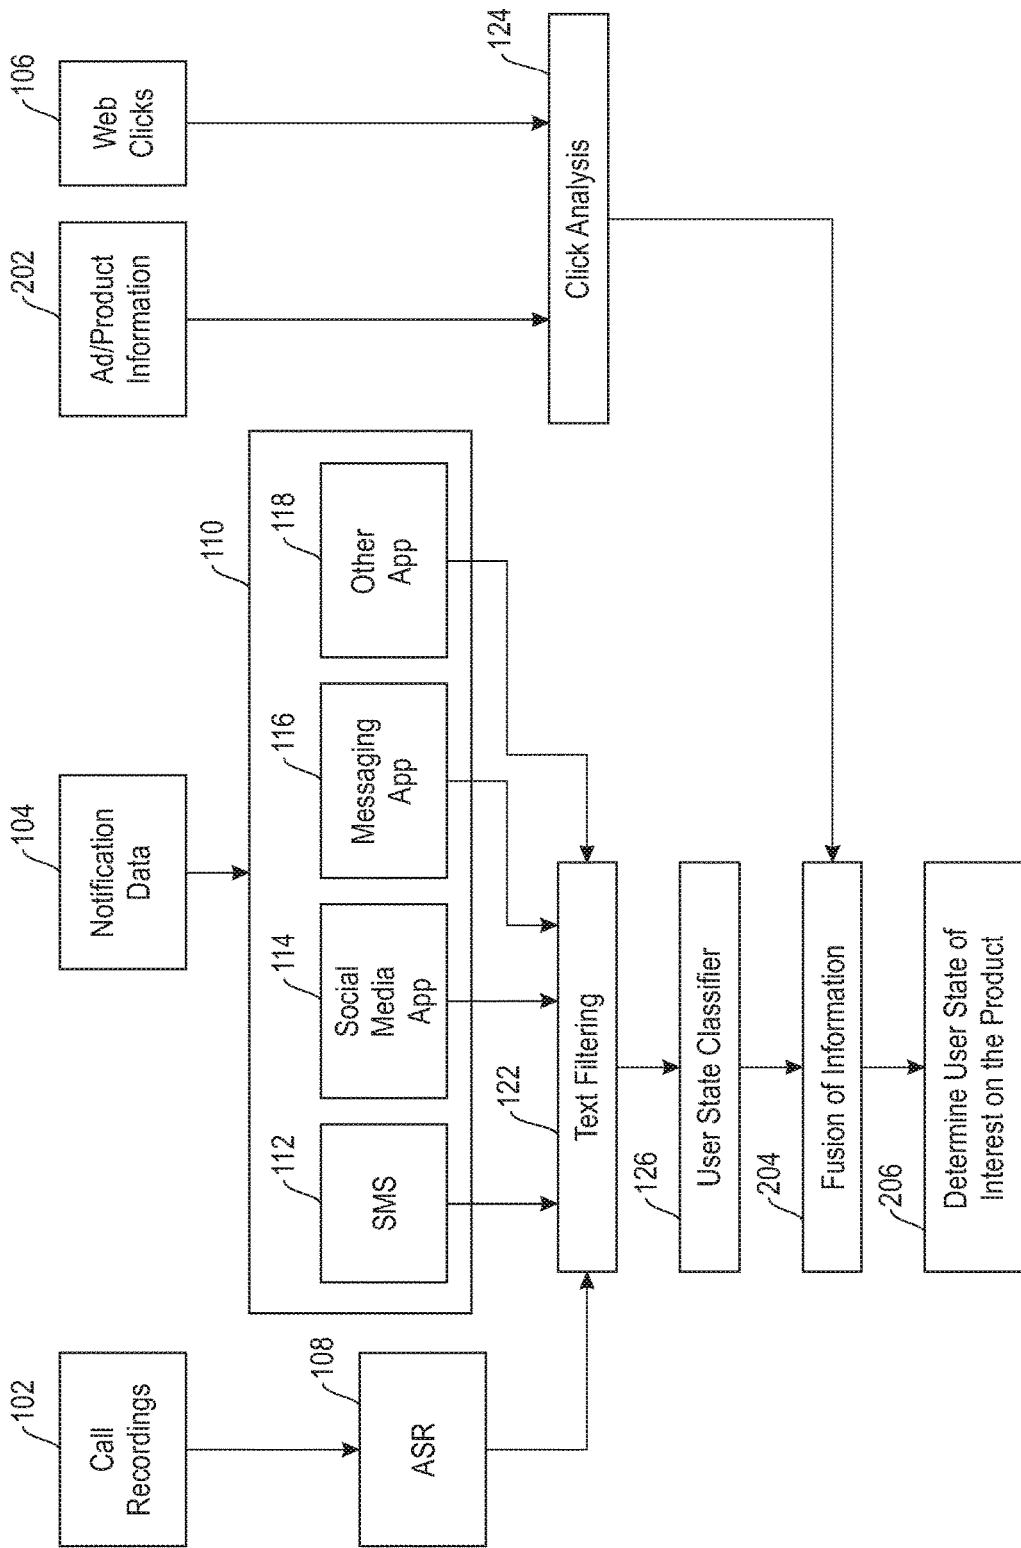 102
Call
Recordings
104
Notification
Data
202
Ad/Product
Information
106
Web
Clicks
110
108
ASR
112
SMS
114
Social
Media
App
116
Messaging
App
118
Other
App
122
Text Filtering
124
Click Analysis
126
User State Classifier
204
Fusion of Information
206
Determine User State of
Interest on the Product